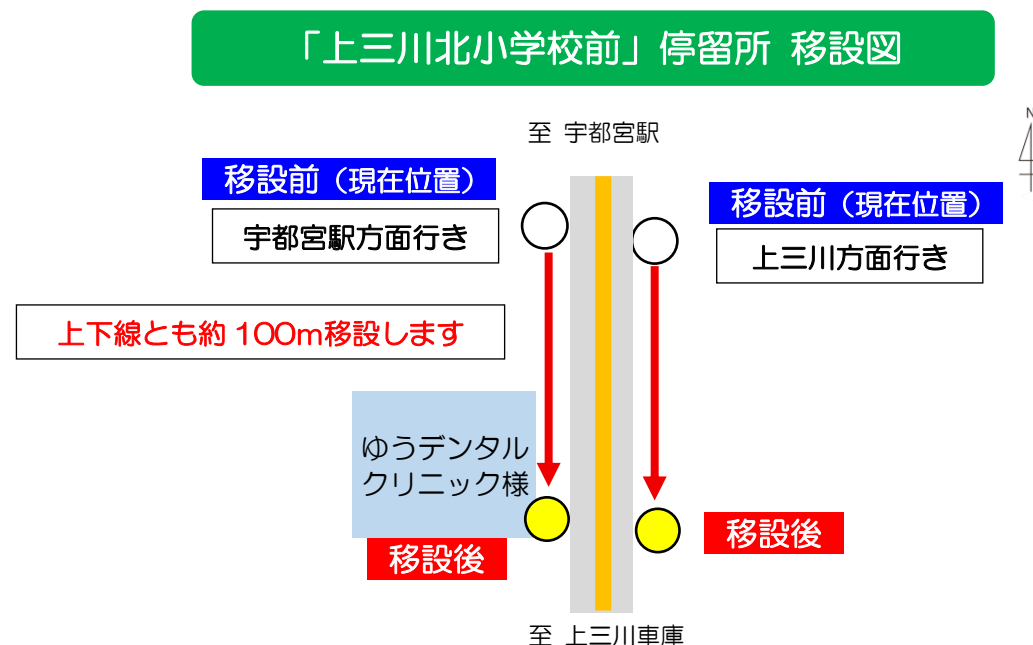 「上三川北小学校前」停留所 移設図
至 宇都宮駅
N
移設前（現在位置）
宇都宮駅方面行き
移設前（現在位置）
上三川方面行き
上下線とも約 100m移設します
ゆうデンタル
クリニック様
移設後
移設後
至 上三川車庫